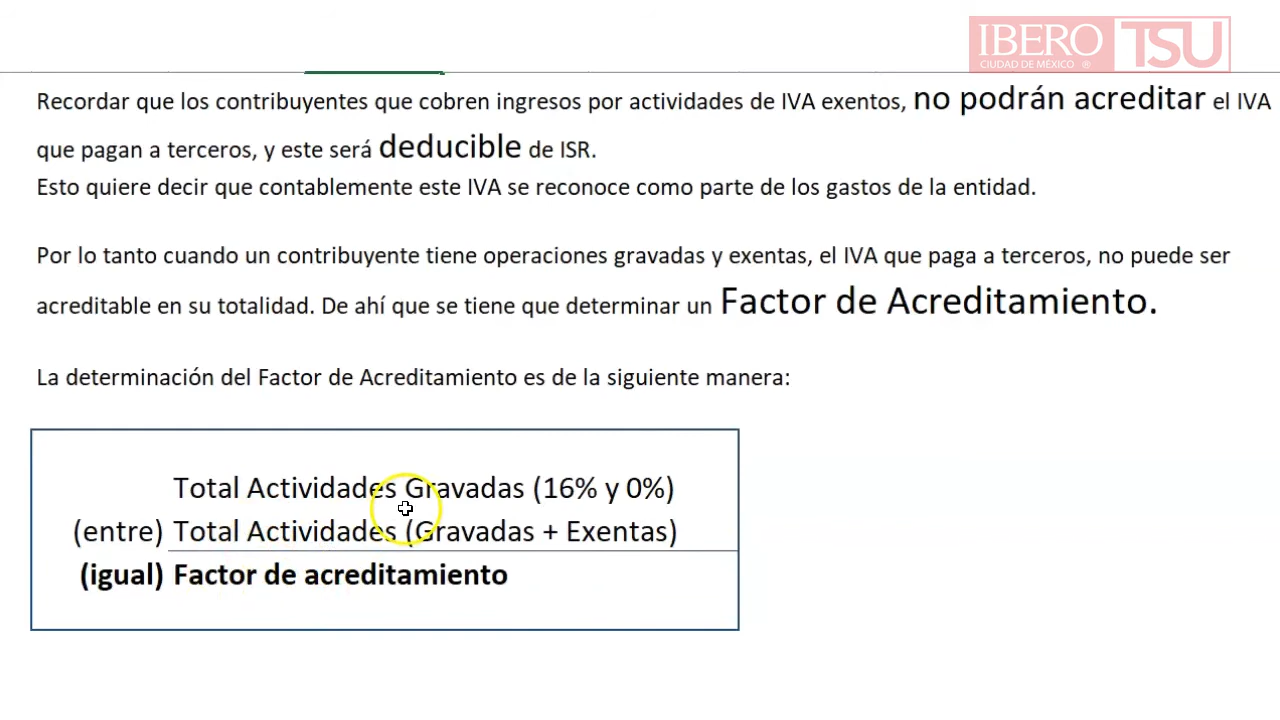 IBERO TSU
CIUDAD DE MÉXICO ®
Recordar que los contribuyentes que cobren ingresos por actividades de IVA exentos, no podrán acreditar el IVA
que pagan a terceros, y este será deducible de ISR.
Esto quiere decir que contablemente este IVA se reconoce como parte de los gastos de la entidad.
Por lo tanto cuando un contribuyente tiene operaciones gravadas y exentas, el IVA que paga a terceros, no puede ser
acreditable en su totalidad. De ahí que se tiene que determinar un Factor de Acreditamiento.
La determinación del Factor de Acreditamiento es de la siguiente manera:
Total Actividades Gravadas (16% y 0%)
(entre) Total Actividades (Gravadas + Exentas)
(igual) Factor de acreditamiento